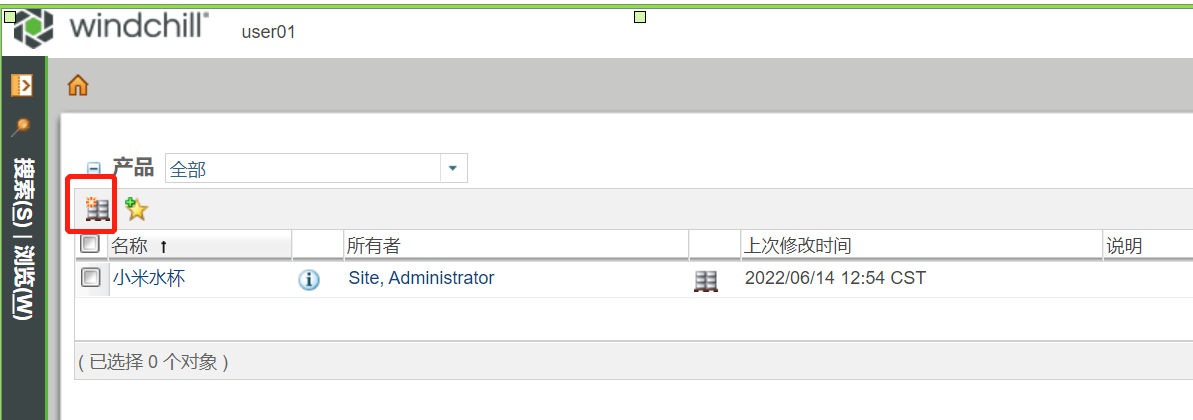 windchill
user01
搜索(S) | 浏览(W)
产品 全部
名称 ↑ 所有者 上次修改时间 说明
小米水杯 Site, Administrator 2022/06/14 12:54 CST
( 已选择 0 个对象 )